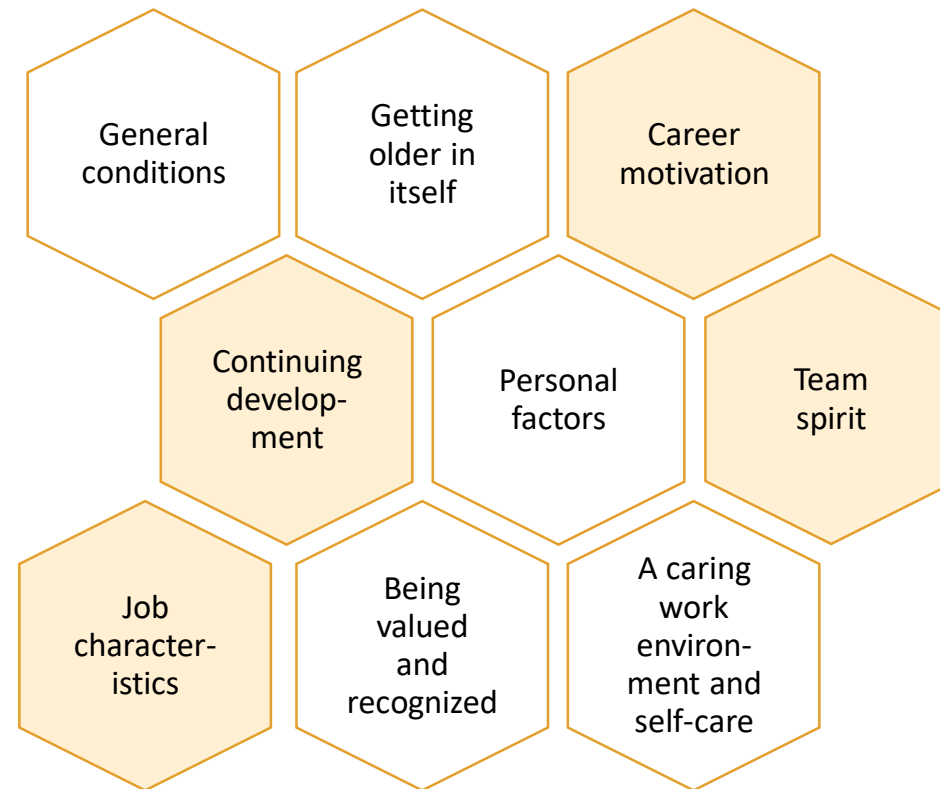 General
conditions
Getting
older in
itself
Career
motivation
Continuing
develop-
ment
Personal
factors
Team
spirit
Job
character-
istics
Being
valued
and
recognized
A caring
work
environ-
ment and
self-care